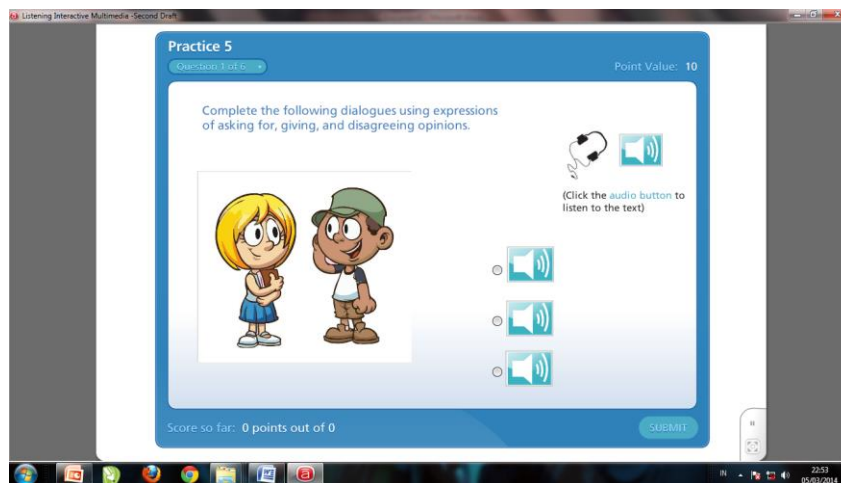 Listening Interactive Multimedia -Second Draft
Practice 5
Question 1 of 6
Point Value: 10
Complete the following dialogues using expressions
of asking for, giving, and disagreeing opinions.
(Click the audio button to
listen to the text)
Score so far: 0 points out of 0
SUBMIT
IN
22:53
05/03/2014